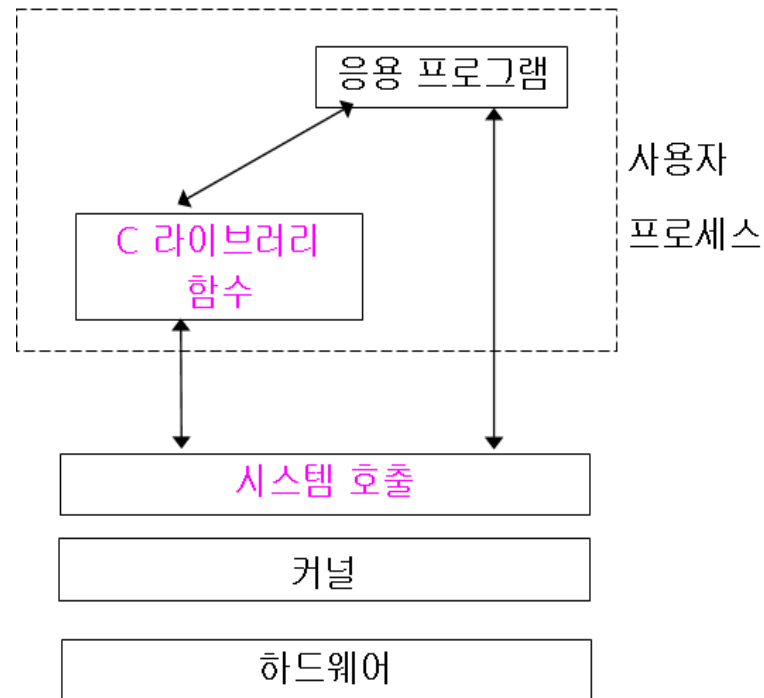 응용 프로그램
사용자
프로세스
C 라이브러리
함수
시스템 호출
커널
하드웨어